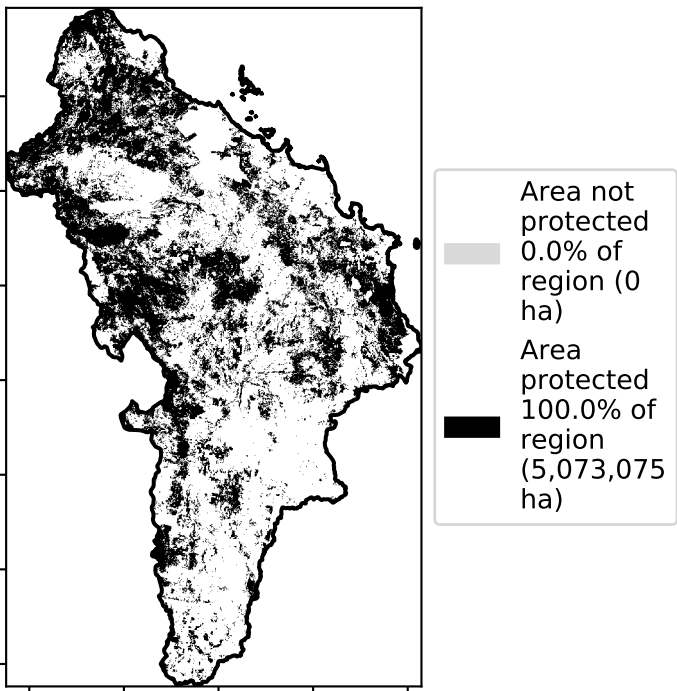 Area not
protected
0.0% of
region (0
ha)
Area
protected
100.0% of
region
(5,073,075
ha)